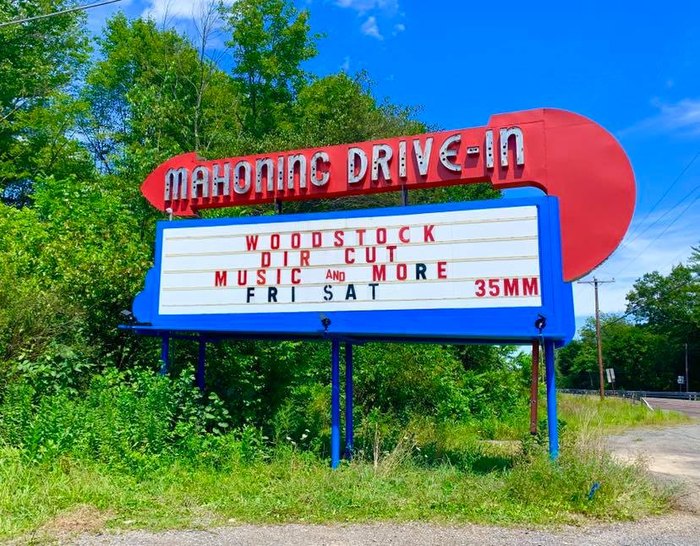 MAHONING DRIVE-IN
WOODSTOCK
DIR CUT
MUSIC AND MORE
FRI SAT 35MM